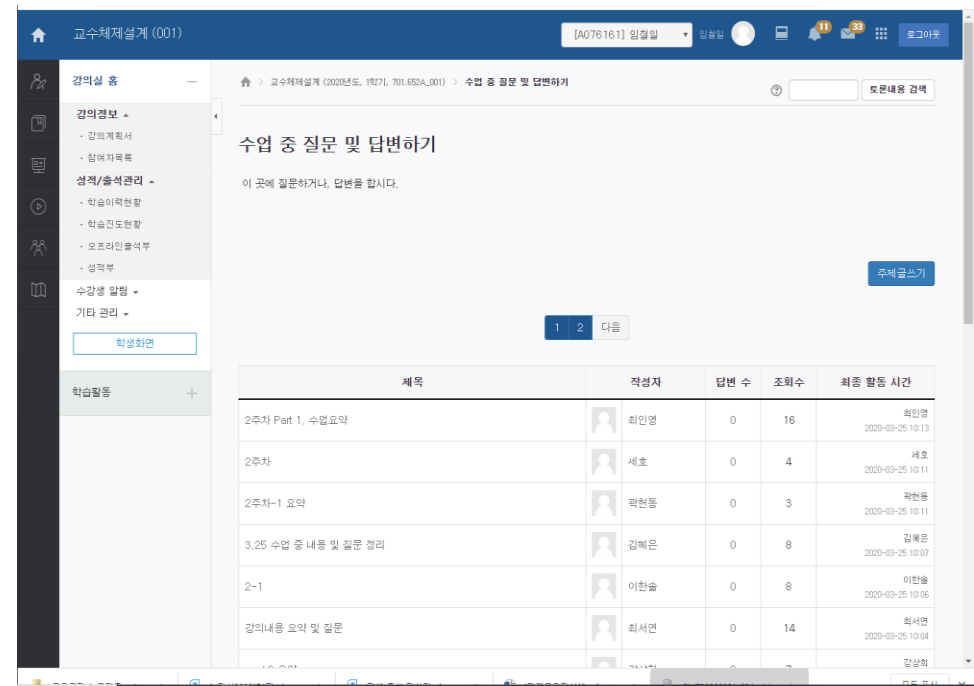 교수체제설계 (001)
[A076161] 임철일
임철일
11
33
로그아웃
강의실 홈
교수체제설계 (2020년도, 1학기, 701.652A_001) > 수업 중 질문 및 답변하기
토론내용 검색
강의정보
· 강의계획서
· 참여자목록
성적/출석관리
· 학습이력현황
· 학습진도현황
· 오프라인출석부
· 성적부
수강생 알림
기타 관리
학생화면
학습활동
수업 중 질문 및 답변하기
이 곳에 질문하거나, 답변을 합시다.
주제글쓰기
1 2 다음
제목 작성자 답변 수 조회수 최종 활동 시간
2주차 Part 1, 수업요약 최인영 0 16 최인영
2020-03-25 10:13
2주차 세호 0 4 세호
2020-03-25 10:11
2주차-1 요약 곽현동 0 3 곽현동
2020-03-25 10:11
3.25 수업 중 내용 및 질문 정리 김혜은 0 8 김혜은
2020-03-25 10:07
2-1 이한솔 0 8 이한솔
2020-03-25 10:06
강의내용 요약 및 질문 최서연 0 14 최서연
2020-03-25 10:04
강상희